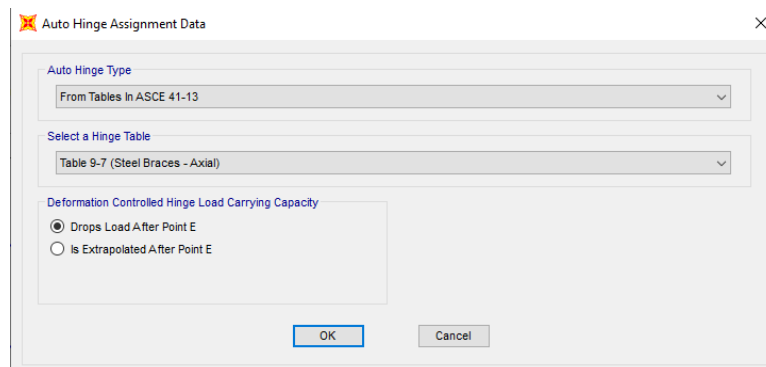 Auto Hinge Assignment Data
Auto Hinge Type
From Tables In ASCE 41-13
Select a Hinge Table
Table 9-7 (Steel Braces - Axial)
Deformation Controlled Hinge Load Carrying Capacity
Drops Load After Point E
Is Extrapolated After Point E
OK
Cancel